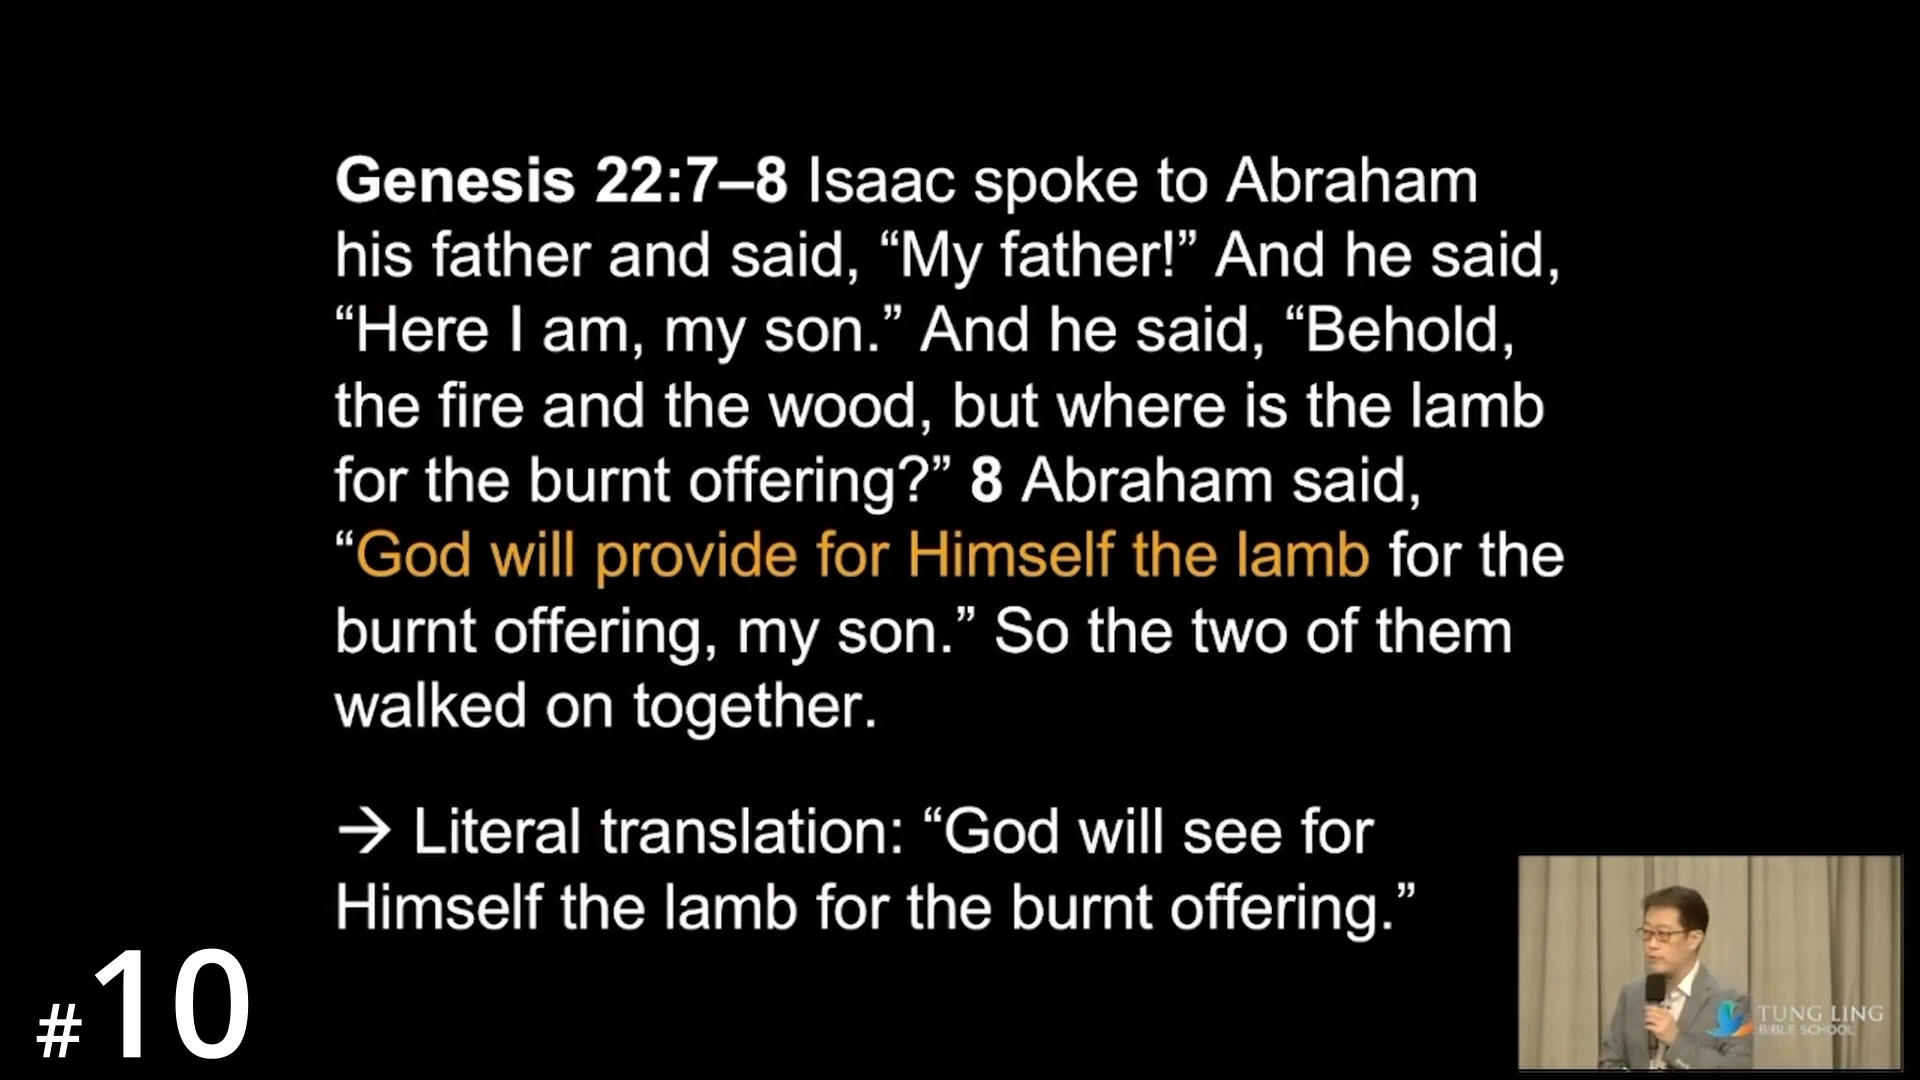 Genesis 22:7–8 Isaac spoke to Abraham
his father and said, “My father!” And he said,
“Here I am, my son.” And he said, “Behold,
the fire and the wood, but where is the lamb
for the burnt offering?” 8 Abraham said,
“God will provide for Himself the lamb for the
burnt offering, my son.” So the two of them
walked on together.
→ Literal translation: “God will see for
Himself the lamb for the burnt offering.”
#10
TUNG LING
BIBLE SCHOOL